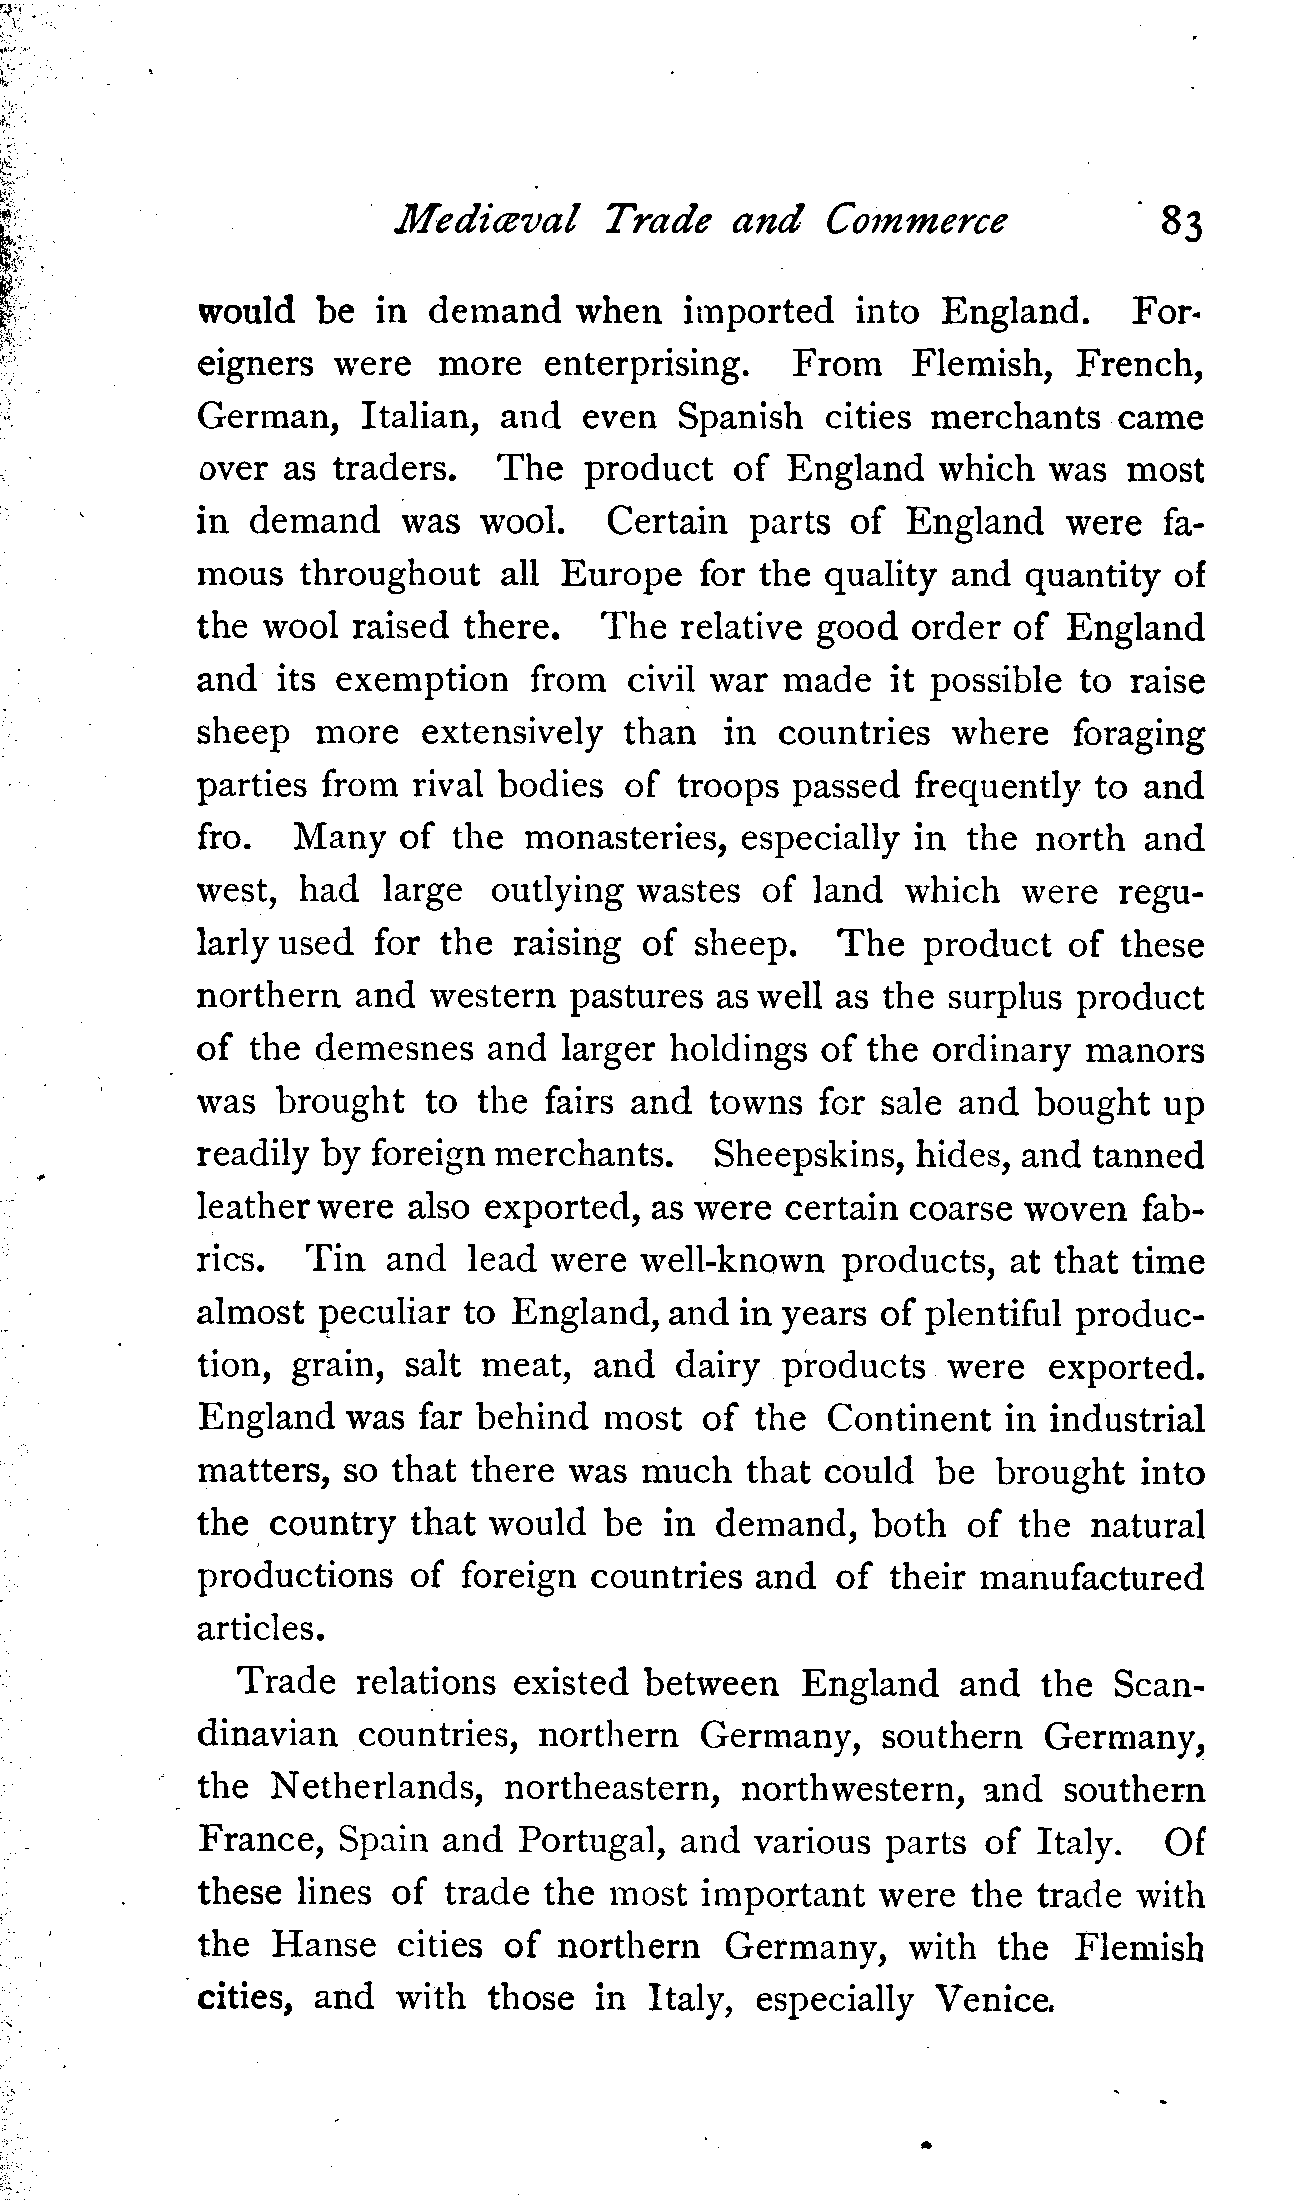 Mediæval Trade and Commerce 83
would be in demand when imported into England. For-
eigners were more enterprising. From Flemish, French,
German, Italian, and even Spanish cities merchants came
over as traders. The product of England which was most
in demand was wool. Certain parts of England were fa-
mous throughout all Europe for the quality and quantity of
the wool raised there. The relative good order of England
and its exemption from civil war made it possible to raise
sheep more extensively than in countries where foraging
parties from rival bodies of troops passed frequently to and
fro. Many of the monasteries, especially in the north and
west, had large outlying wastes of land which were regu-
larly used for the raising of sheep. The product of these
northern and western pastures as well as the surplus product
of the demesnes and larger holdings of the ordinary manors
was brought to the fairs and towns for sale and bought up
readily by foreign merchants. Sheepskins, hides, and tanned
leather were also exported, as were certain coarse woven fab-
rics. Tin and lead were well-known products, at that time
almost peculiar to England, and in years of plentiful produc-
tion, grain, salt meat, and dairy products were exported.
England was far behind most of the Continent in industrial
matters, so that there was much that could be brought into
the country that would be in demand, both of the natural
productions of foreign countries and of their manufactured
articles.
Trade relations existed between England and the Scan-
dinavian countries, northern Germany, southern Germany,
the Netherlands, northeastern, northwestern, and southern
France, Spain and Portugal, and various parts of Italy. Of
these lines of trade the most important were the trade with
the Hanse cities of northern Germany, with the Flemish
cities, and with those in Italy, especially Venice.